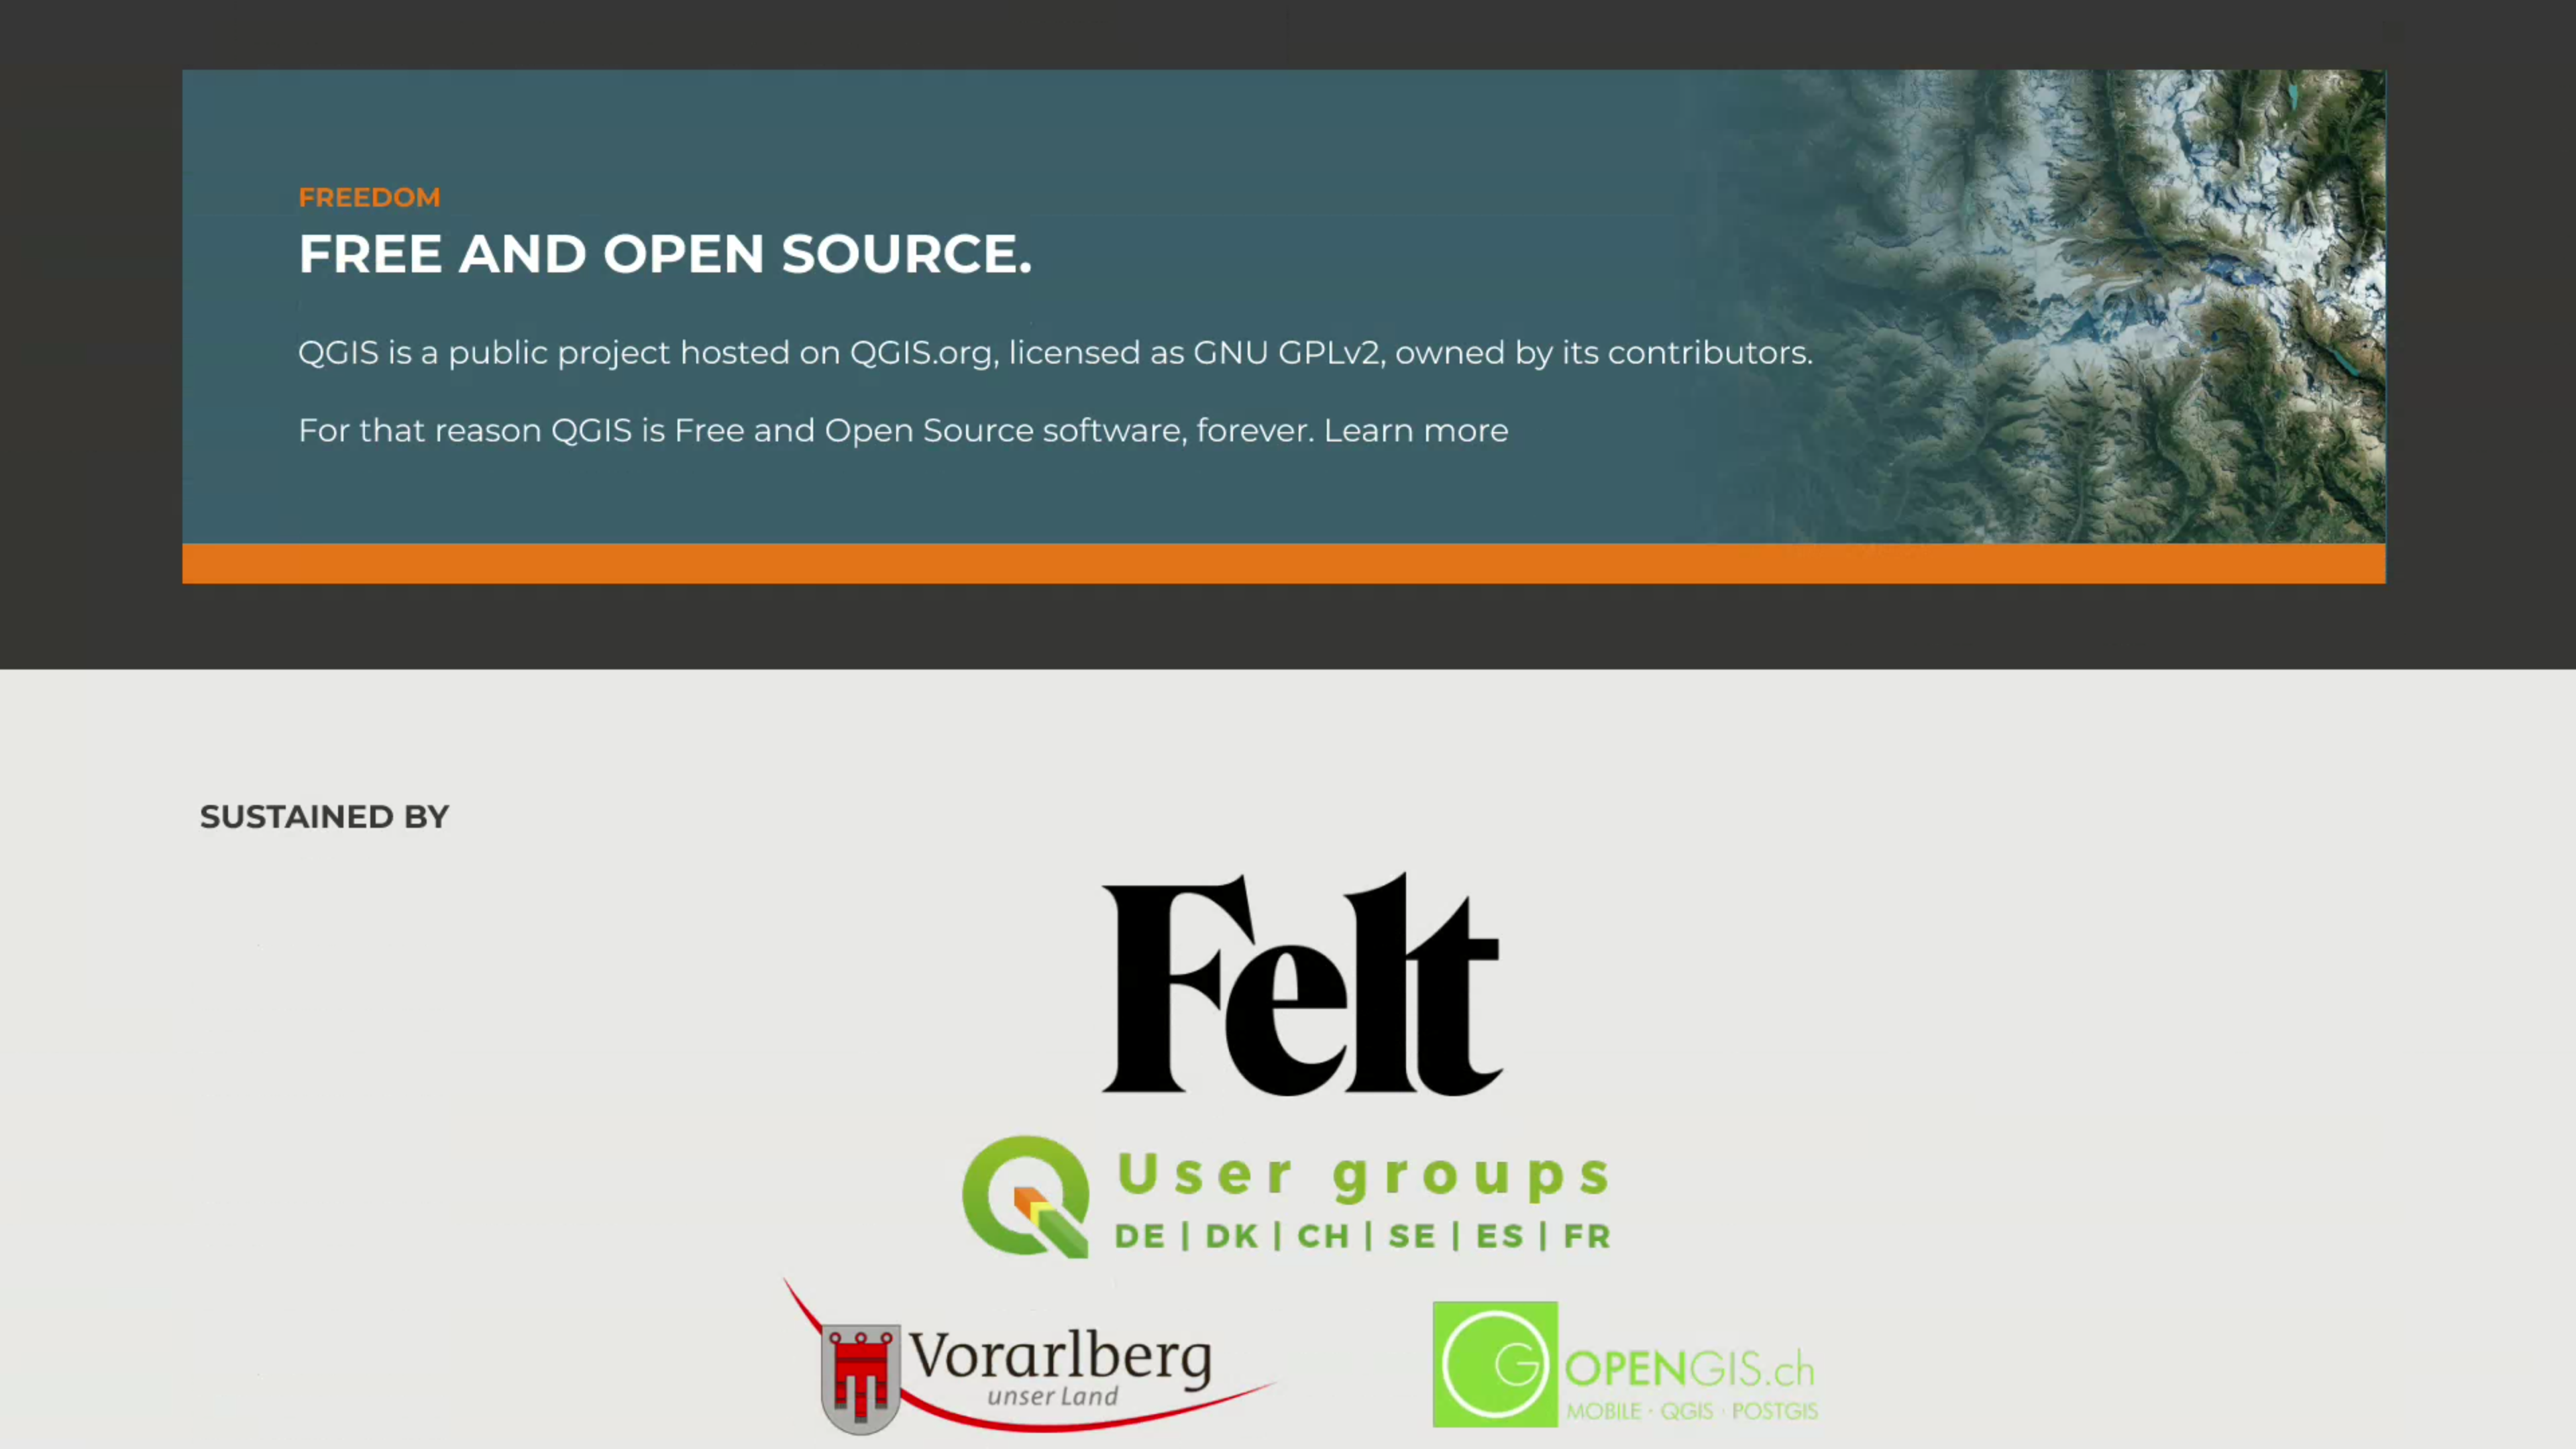 FREEDOM
FREE AND OPEN SOURCE.
QGIS is a public project hosted on QGIS.org, licensed as GNU GPLv2, owned by its contributors.
For that reason QGIS is Free and Open Source software, forever. Learn more
SUSTAINED BY
Felt
User groups
DE | DK | CH | SE | ES | FR
Vorarlberg
unser Land
OPENGIS.ch
MOBILE · QGIS · POSTGIS